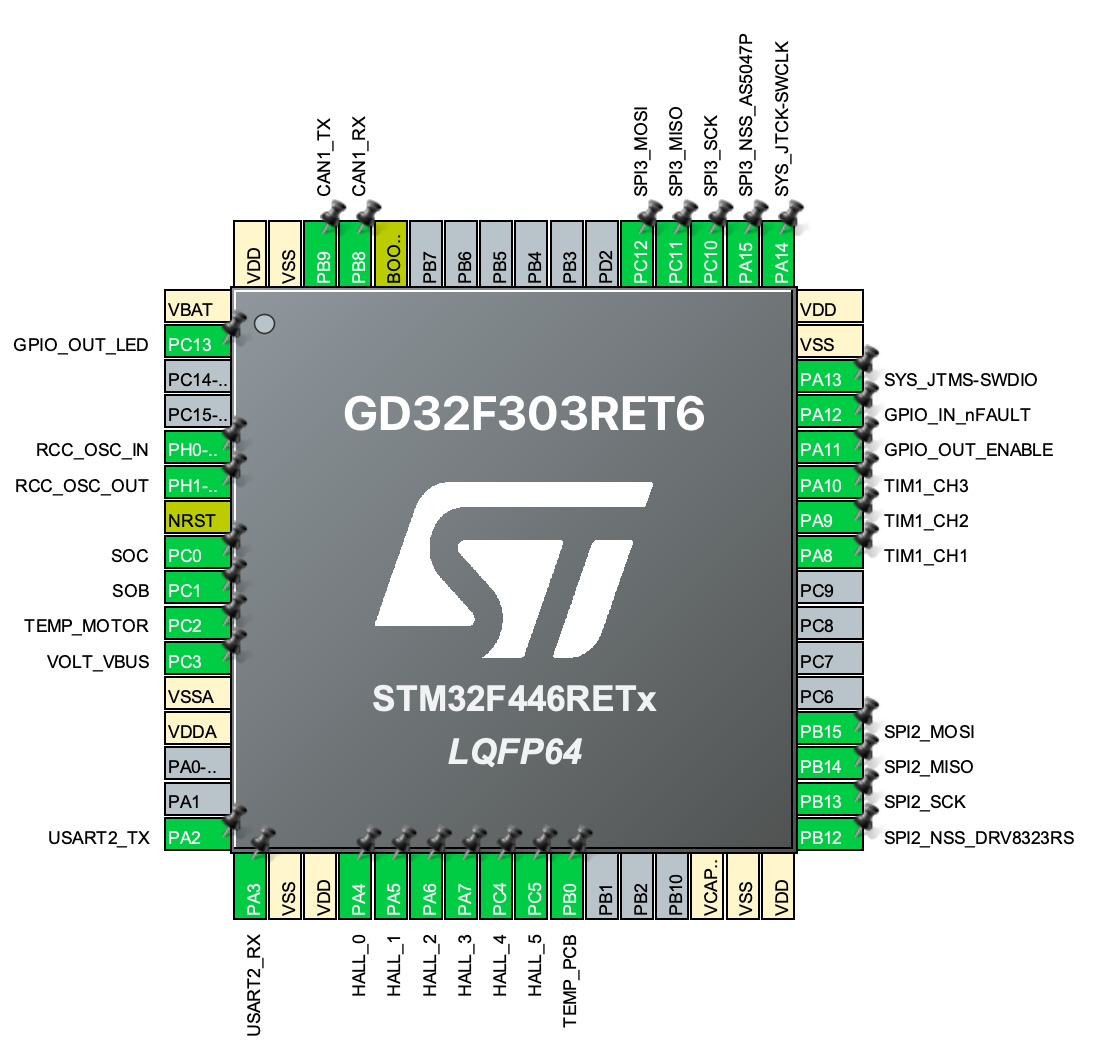 CAN1_TX
CAN1_RX
SPI3_MOSI
SPI3_MISO
SPI3_SCK
SPI3_NSS_AS5047P
SYS_JTCK-SWCLK
VDD
VSS
PB9
PB8
BOO..
PB7
PB6
PB5
PB4
PB3
PD2
PC12
PC11
PC10
PA15
PA14
VBAT
GPIO_OUT_LED PC13
PC14-..
PC15-..
RCC_OSC_IN PH0-..
RCC_OSC_OUT PH1-..
NRST
SOC PC0
SOB PC1
TEMP_MOTOR PC2
VOLT_VBUS PC3
VSSA
VDDA
PA0-..
PA1
USART2_TX PA2
GD32F303RET6
ST
STM32F446RETx
LQFP64
VDD
VSS
PA13 SYS_JTMS-SWDIO
PA12 GPIO_IN_nFAULT
PA11 GPIO_OUT_ENABLE
PA10 TIM1_CH3
PA9 TIM1_CH2
PA8 TIM1_CH1
PC9
PC8
PC7
PC6
PB15 SPI2_MOSI
PB14 SPI2_MISO
PB13 SPI2_SCK
PB12 SPI2_NSS_DRV8323RS
PA3
VSS
VDD
PA4
PA5
PA6
PA7
PC4
PC5
PB0
PB1
PB2
PB10
VCAP..
VSS
VDD
USART2_RX
HALL_0
HALL_1
HALL_2
HALL_3
HALL_4
HALL_5
TEMP_PCB